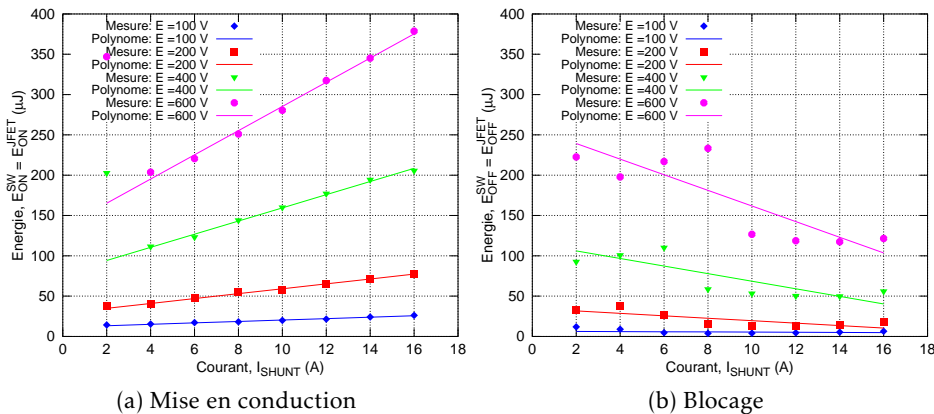 400
350
300
250
200
150
100
50
0
Energie, E_ON^SW = E_ON^JFET (µJ)
Mesure: E =100 V
Polynome: E =100 V
Mesure: E =200 V
Polynome: E =200 V
Mesure: E =400 V
Polynome: E =400 V
Mesure: E =600 V
Polynome: E =600 V
0 2 4 6 8 10 12 14 16 18
Courant, I_SHUNT (A)
(a) Mise en conduction
400
350
300
250
200
150
100
50
0
Energie, E_OFF^SW = E_OFF^JFET (µJ)
Mesure: E =100 V
Polynome: E =100 V
Mesure: E =200 V
Polynome: E =200 V
Mesure: E =400 V
Polynome: E =400 V
Mesure: E =600 V
Polynome: E =600 V
0 2 4 6 8 10 12 14 16 18
Courant, I_SHUNT (A)
(b) Blocage